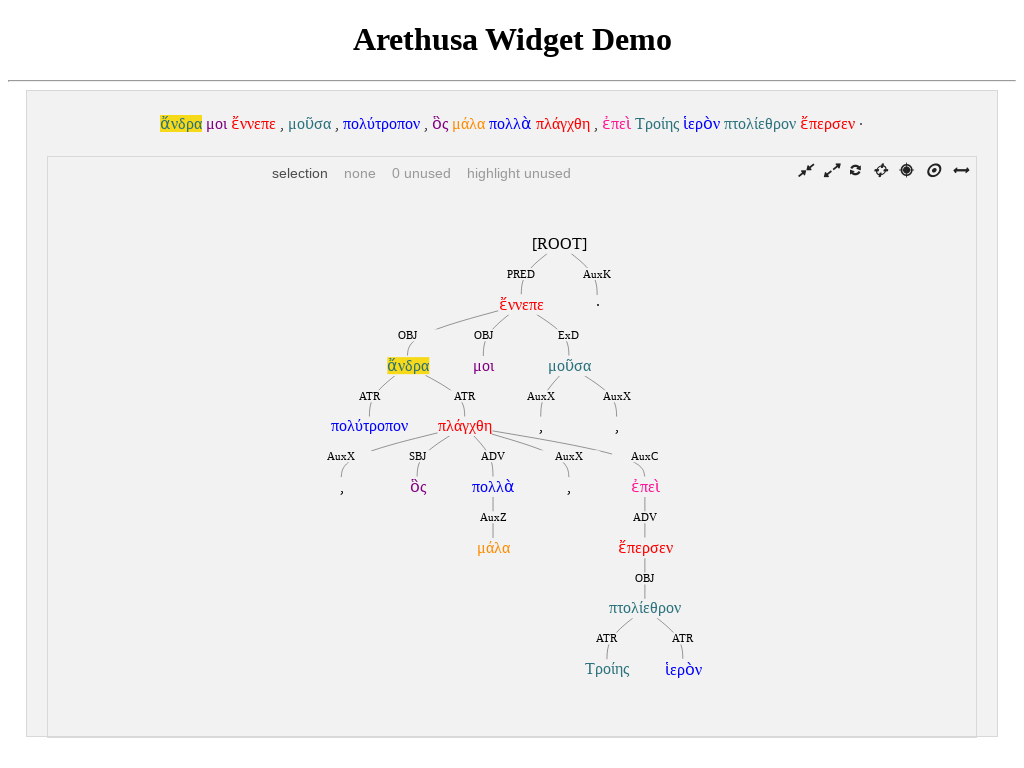 Arethusa Widget Demo
ἄνδρα μοι ἔννεπε , μοῦσα , πολύτροπον , ὃς μάλα πολλὰ πλάγχθη , ἐπεὶ Τροίης ἱερὸν πτολίεθρον ἔπερσεν ·
selection none 0 unused highlight unused
[ROOT]
PRED AuxK
ἔννεπε ·
OBJ OBJ ExD
ἄνδρα μοι μοῦσα
ATR ATR AuxX AuxX
πολύτροπον πλάγχθη , ,
AuxX SBJ ADV AuxX AuxC
, ὃς πολλὰ , ἐπεὶ
AuxZ ADV
μάλα ἔπερσεν
OBJ
πτολίεθρον
ATR ATR
Τροίης ἱερὸν